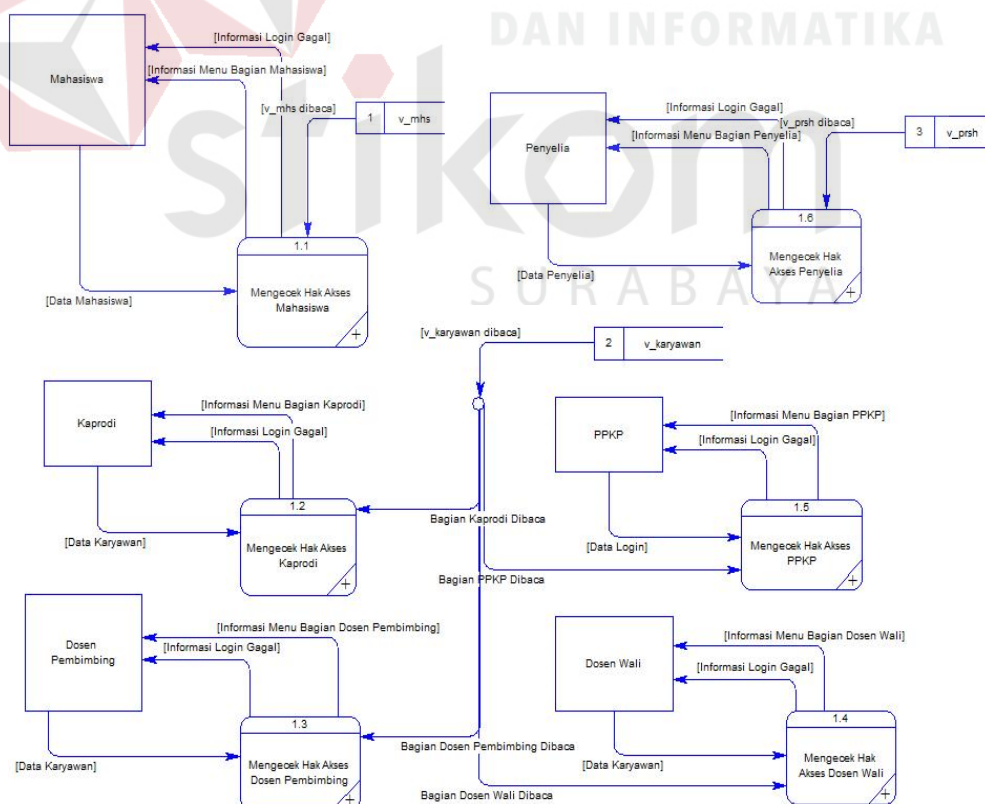 DAN INFORMATIKA
stikom
SURABAYA
Mahasiswa
[Informasi Login Gagal]
[Informasi Menu Bagian Mahasiswa]
[v_mhs dibaca]
1 v_mhs
1.1
Mengecek Hak Akses
Mahasiswa
[Data Mahasiswa]
Penyelia
[Informasi Login Gagal]
[v_prsh dibaca]
[Informasi Menu Bagian Penyelia]
3 v_prsh
1.6
Mengecek Hak
Akses Penyelia
[Data Penyelia]
[v_karyawan dibaca]
2 v_karyawan
Kaprodi
[Informasi Menu Bagian Kaprodi]
[Informasi Login Gagal]
1.2
Mengecek Hak Akses
Kaprodi
[Data Karyawan]
Bagian Kaprodi Dibaca
PPKP
[Informasi Menu Bagian PPKP]
[Informasi Login Gagal]
1.5
Mengecek Hak Akses
PPKP
[Data Login]
Bagian PPKP Dibaca
Dosen
Pembimbing
[Informasi Menu Bagian Dosen Pembimbing]
[Informasi Login Gagal]
1.3
Mengecek Hak Akses
Dosen Pembimbing
[Data Karyawan]
Bagian Dosen Pembimbing Dibaca
Dosen Wali
[Informasi Menu Bagian Dosen Wali]
[Informasi Login Gagal]
1.4
Mengecek Hak
Akses Dosen Wali
[Data Karyawan]
Bagian Dosen Wali Dibaca